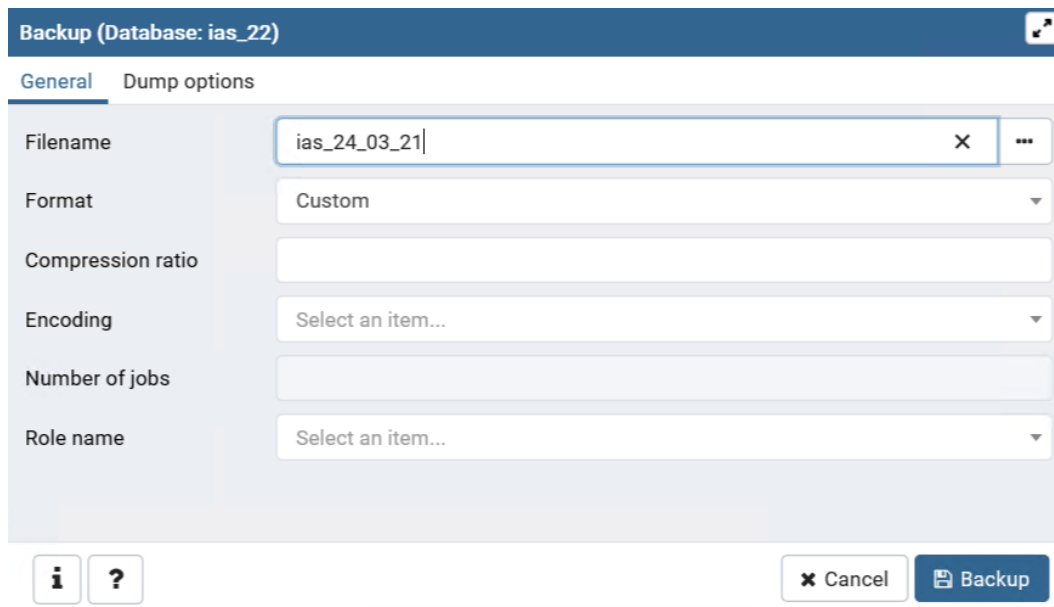 Backup (Database: ias_22)
General Dump options
Filename ias_24_03_21
Format Custom
Compression ratio
Encoding Select an item...
Number of jobs
Role name Select an item...
i ? Cancel Backup